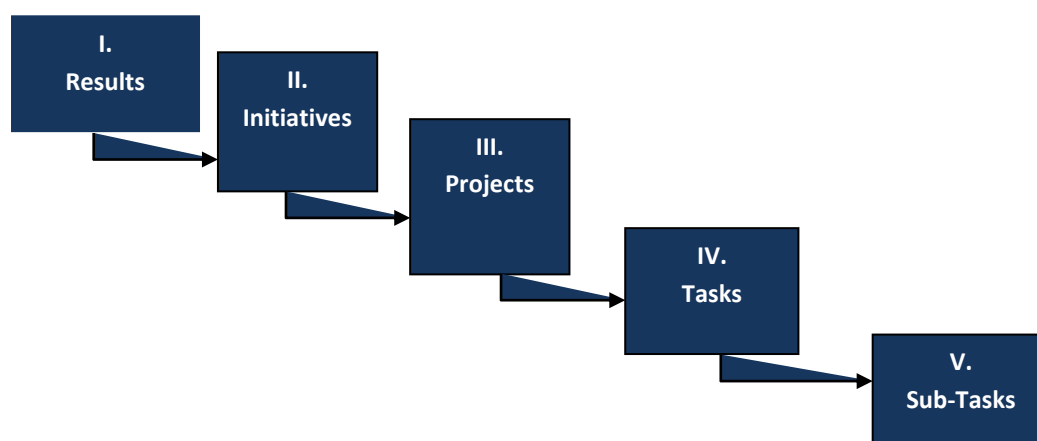 I.
Results
II.
Initiatives
III.
Projects
IV.
Tasks
V.
Sub-Tasks